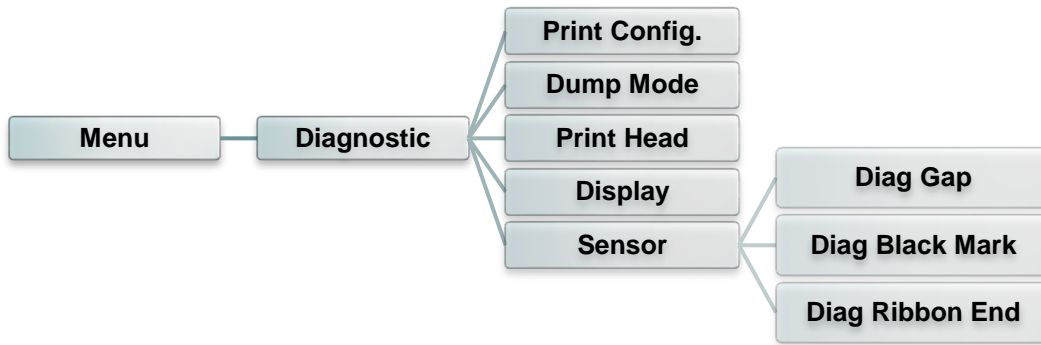 Menu
Diagnostic
Print Config.
Dump Mode
Print Head
Display
Sensor
Diag Gap
Diag Black Mark
Diag Ribbon End